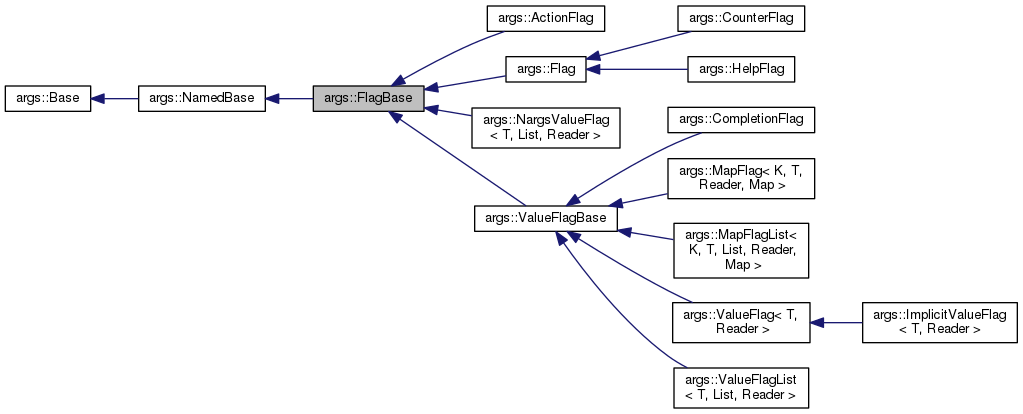 args::ActionFlag
args::CounterFlag
args::Flag
args::HelpFlag
args::Base
args::NamedBase
args::FlagBase
args::NargsValueFlag
< T, List, Reader >
args::CompletionFlag
args::MapFlag< K, T,
Reader, Map >
args::ValueFlagBase
args::MapFlagList<
K, T, List, Reader,
Map >
args::ValueFlag< T,
Reader >
args::ImplicitValueFlag
< T, Reader >
args::ValueFlagList
< T, List, Reader >